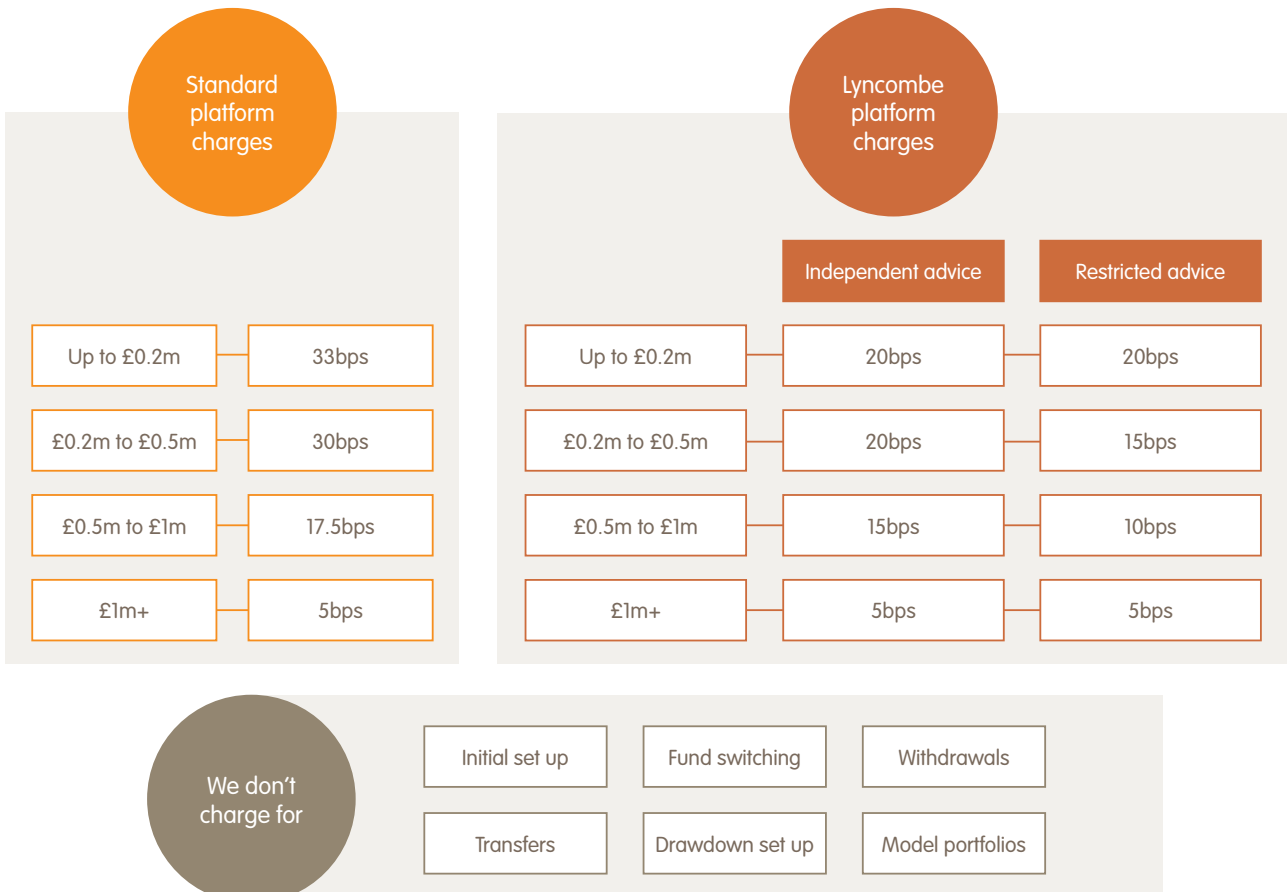 Standard
platform
charges
Up to £0.2m 33bps
£0.2m to £0.5m 30bps
£0.5m to £1m 17.5bps
£1m+ 5bps
Lyncombe
platform
charges
Independent advice Restricted advice
Up to £0.2m 20bps 20bps
£0.2m to £0.5m 20bps 15bps
£0.5m to £1m 15bps 10bps
£1m+ 5bps 5bps
We don't
charge for
Initial set up Fund switching Withdrawals
Transfers Drawdown set up Model portfolios